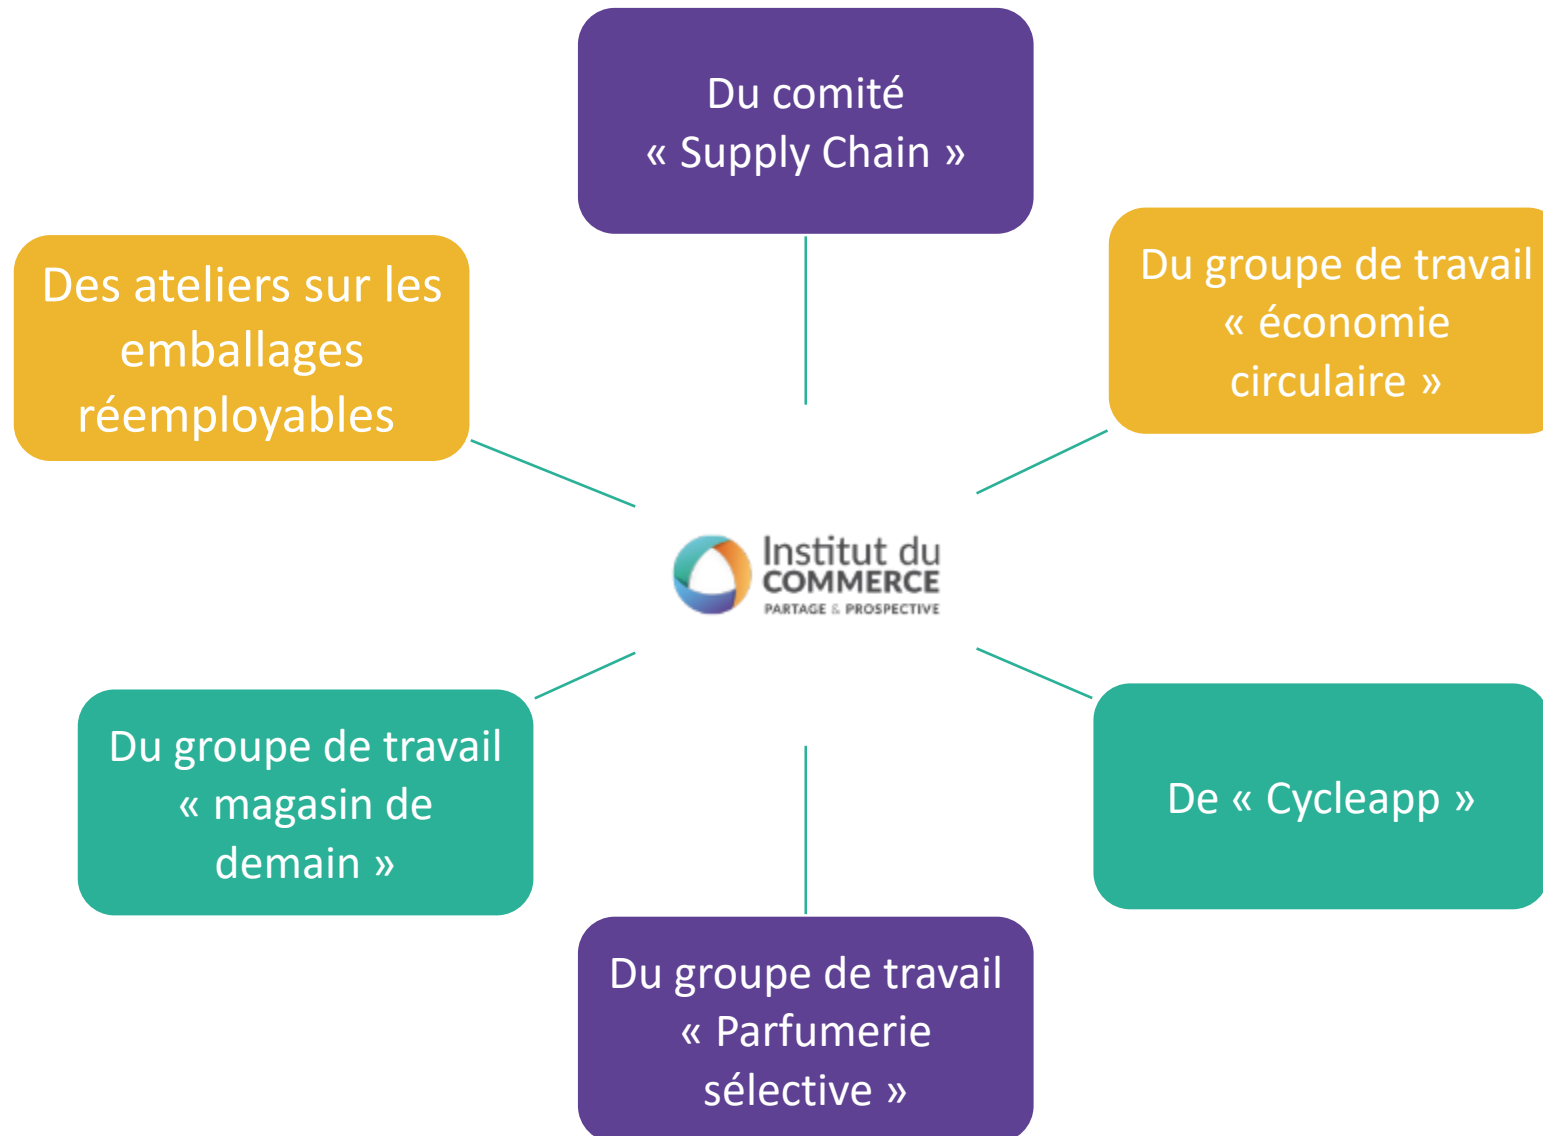 Du comité
« Supply Chain »
Des ateliers sur les
emballages
réemployables
Du groupe de travail
« économie
circulaire »
Institut du
COMMERCE
PARTAGE & PROSPECTIVE
Du groupe de travail
« magasin de
demain »
De « Cycleapp »
Du groupe de travail
« Parfumerie
sélective »